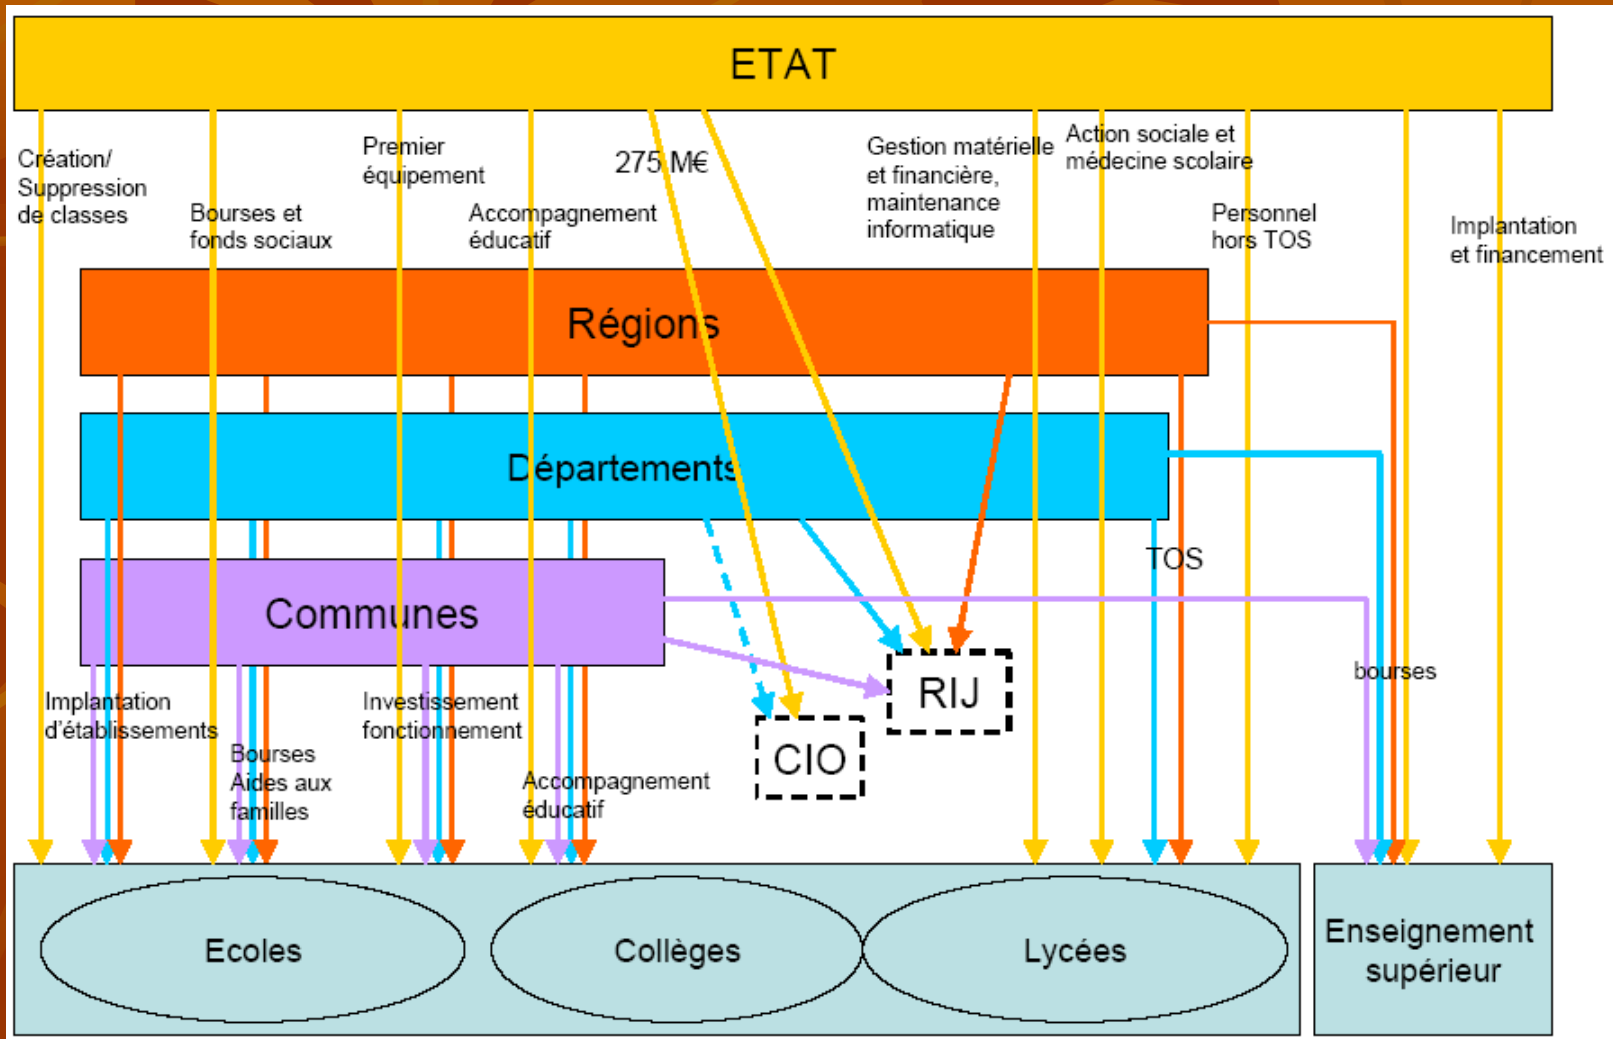 ETAT
Création/
Suppression
de classes
Bourses et
fonds sociaux
Premier
équipement
Accompagnement
éducatif
275 M€
Gestion matérielle
et financière,
maintenance
informatique
Action sociale et
médecine scolaire
Personnel
hors TOS
Implantation
et financement
Régions
Départements
TOS
Communes
bourses
Implantation
d'établissements
Bourses
Aides aux
familles
Investissement
fonctionnement
Accompagnement
éducatif
RIJ
CIO
Ecoles
Collèges
Lycées
Enseignement
supérieur